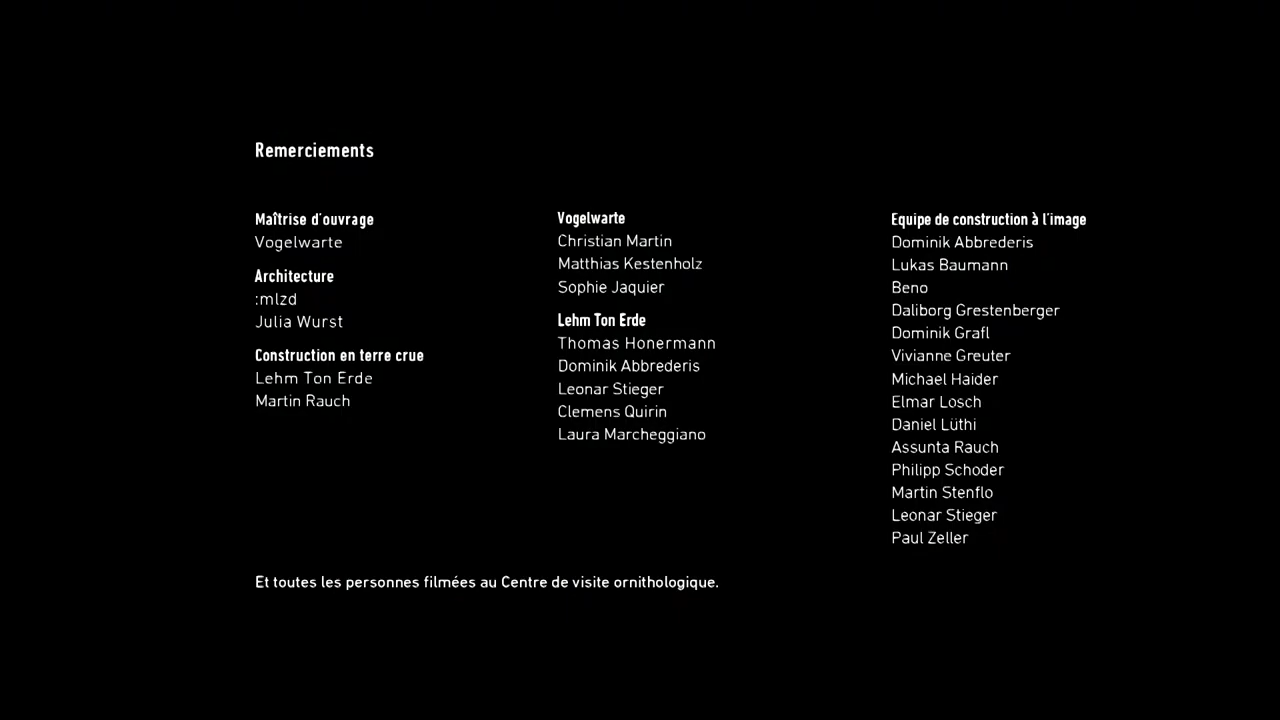 Remerciements
Maîtrise d'ouvrage
Vogelwarte
Architecture
:mlzd
Julia Wurst
Construction en terre crue
Lehm Ton Erde
Martin Rauch
Vogelwarte
Christian Martin
Matthias Kestenholz
Sophie Jaquier
Lehm Ton Erde
Thomas Honermann
Dominik Abbrederis
Leonar Stieger
Clemens Quirin
Laura Marcheggiano
Equipe de construction à l'image
Dominik Abbrederis
Lukas Baumann
Beno
Daliborg Grestenberger
Dominik Grafl
Vivianne Greuter
Michael Haider
Elmar Losch
Daniel Lüthi
Assunta Rauch
Philipp Schoder
Martin Stenflo
Leonar Stieger
Paul Zeller
Et toutes les personnes filmées au Centre de visite ornithologique.